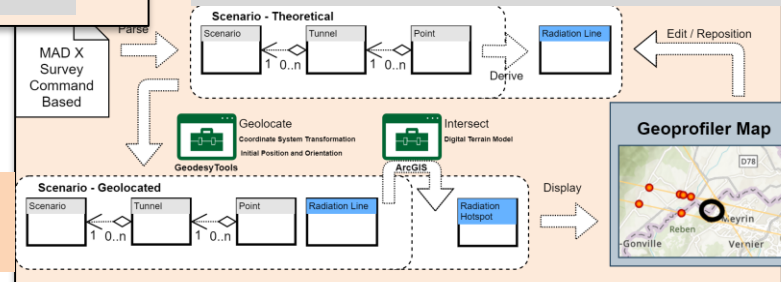 Parse
MAD X
Survey
Command
Based
Scenario - Theoretical
Scenario
Tunnel
Point
1 0..n
1 0..n
Derive
Radiation Line
Edit / Reposition
Geolocate
Coordinate System Transformation
Initial Position and Orientation
GeodesyTools
Intersect
Digital Terrain Model
ArcGIS
Geoprofiler Map
D78
Meyrin
Reben
Gonville
Vernier
Scenario - Geolocated
Scenario
Tunnel
Point
Radiation Line
1 0..n
1 0..n
Radiation
Hotspot
Display